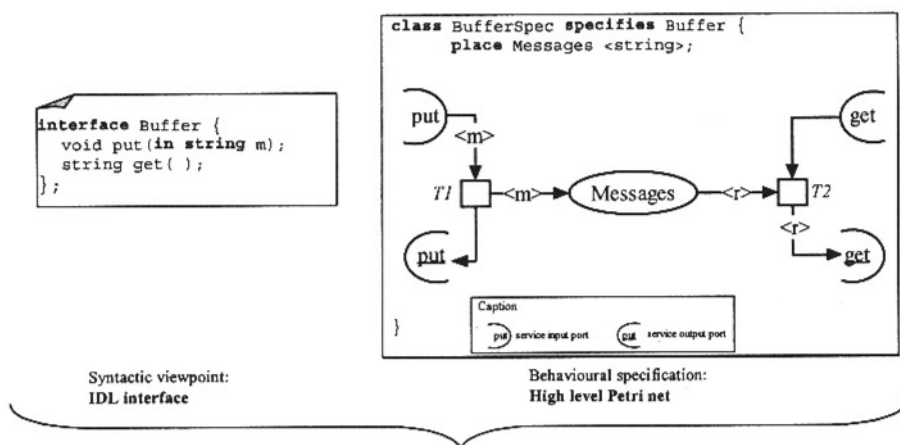 interface Buffer {
void put(in string m);
string get( );
};
class BufferSpec specifies Buffer {
place Messages <string>;
put
<m>
get
T1
<m>
Messages
<r>
T2
<r>
put
get
}
Caption
put service input port
put service output port
Syntactic viewpoint:
IDL interface
Behavioural specification:
High level Petri net